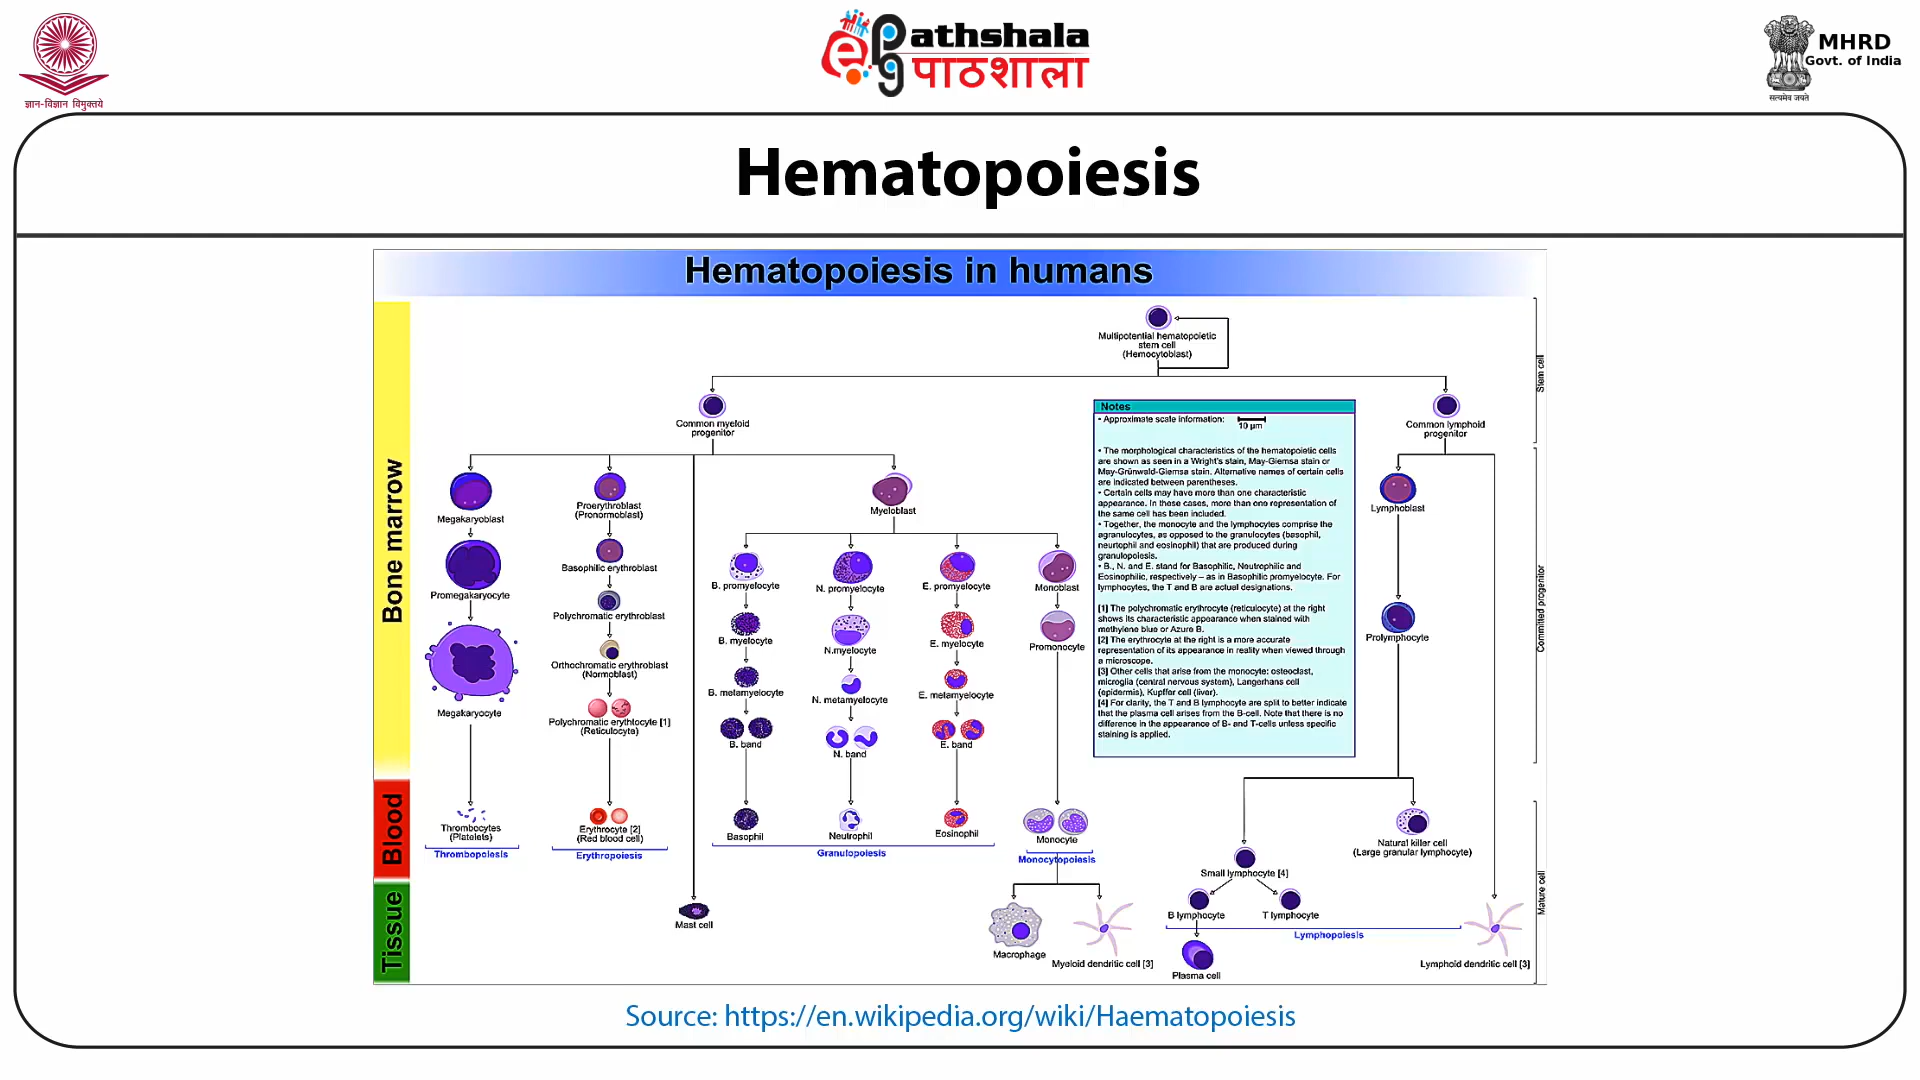 ज्ञान-विज्ञान विमुक्तये
ePathshala
पाठशाला
MHRD
Govt. of India
सत्यमेव जयते
Hematopoiesis
Hematopoiesis in humans
Bone marrow
Blood
Tissue
Stem cell
Committed progenitor
Mature cell
Multipotential hematopoietic
stem cell
(Hemocytoblast)
Common myeloid
progenitor
Common lymphoid
progenitor
Megakaryoblast
Promegakaryocyte
Megakaryocyte
Thrombocytes
(Platelets)
Thrombopoiesis
Proerythroblast
(Pronormoblast)
Basophilic erythroblast
Polychromatic erythroblast
Orthochromatic erythroblast
(Normoblast)
Polychromatic erythrocyte [1]
(Reticulocyte)
Erythrocyte [2]
(Red blood cell)
Erythropoiesis
Mast cell
Myeloblast
B. promyelocyte
B. myelocyte
B. metamyelocyte
B. band
Basophil
N. promyelocyte
N.myelocyte
N. metamyelocyte
N. band
Neutrophil
E. promyelocyte
E. myelocyte
E. metamyelocyte
E. band
Eosinophil
Granulopoiesis
Monoblast
Promonocyte
Monocyte
Monocytopoiesis
Macrophage
Myeloid dendritic cell [3]
Notes
• Approximate scale information:
10 µm
• The morphological characteristics of the hematopoietic cells
are shown as seen in a Wright's stain, May-Giemsa stain or
May-Grünwald-Giemsa stain. Alternative names of certain cells
are indicated between parentheses.
• Certain cells may have more than one characteristic
appearance. In these cases, more than one representation of
the same cell has been included.
• Together, the monocyte and the lymphocytes comprise the
agranulocytes, as opposed to the granulocytes (basophil,
neurtophil and eosinophil) that are produced during
granulopoiesis.
• B., N. and E. stand for Basophilic, Neutrophilic and
Eosinophilic, respectively – as in Basophilic promyelocyte. For
lymphocytes, the T and B are actual designations.
[1] The polychromatic erythrocyte (reticulocyte) at the right
shows its characteristic appearance when stained with
methylene blue or Azure B.
[2] The erythrocyte at the right is a more accurate
representation of its appearance in reality when viewed through
a microscope.
[3] Other cells that arise from the monocyte: osteoclast,
microglia (central nervous system), Langerhans cell
(epidermis), Kupffer cell (liver).
[4] For clarity, the T and B lymphocyte are split to better indicate
that the plasma cell arises from the B-cell. Note that there is no
difference in the appearance of B- and T-cells unless specific
staining is applied.
Lymphoblast
Prolymphocyte
Natural killer cell
(Large granular lymphocyte)
Small lymphocyte [4]
B lymphocyte
T lymphocyte
Lymphopoiesis
Plasma cell
Lymphoid dendritic cell [3]
Source: https://en.wikipedia.org/wiki/Haematopoiesis